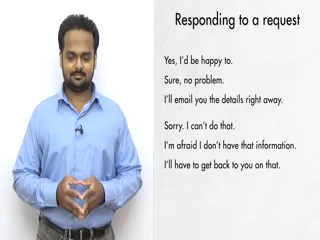 Responding to a request
Yes, I'd be happy to.
Sure, no problem.
I'll email you the details right away.
Sorry. I can't do that.
I'm afraid I don't have that information.
I'll have to get back to you on that.